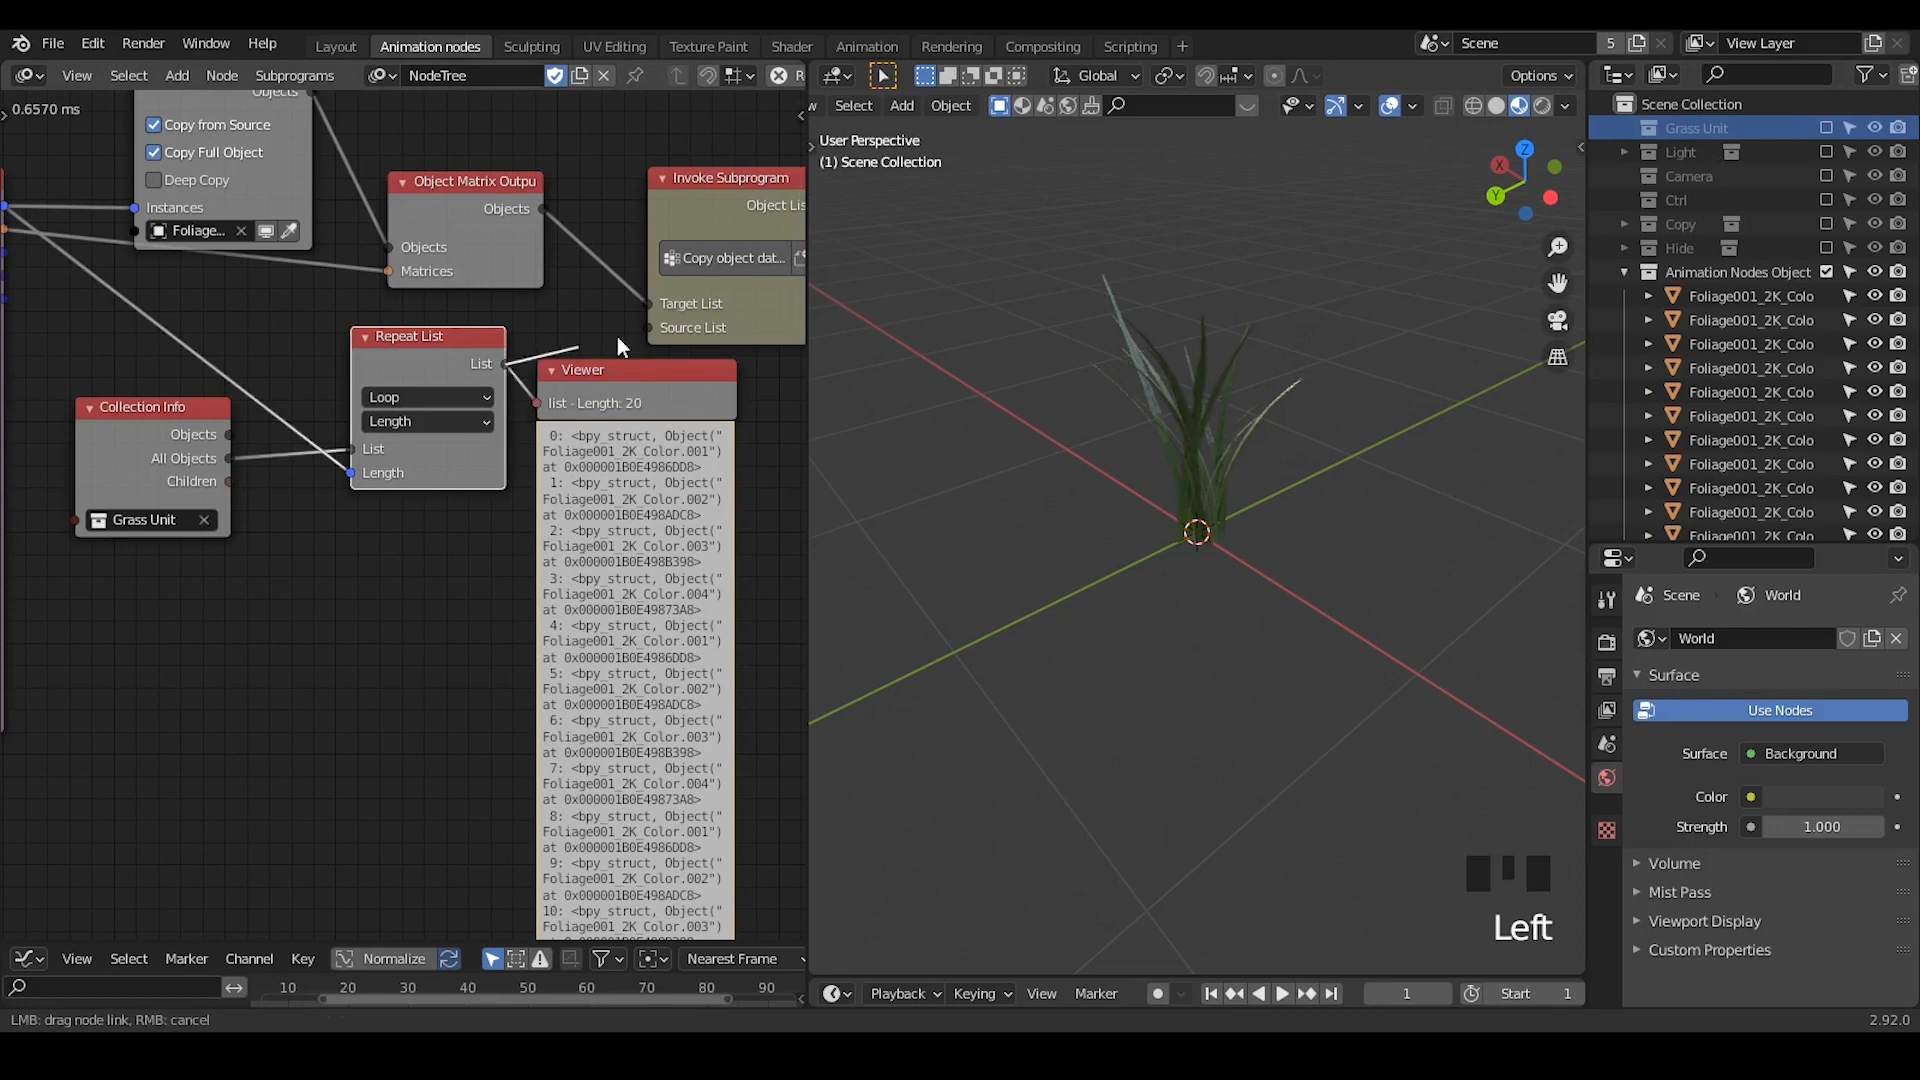 File Edit Render Window Help
Layout Animation nodes Sculpting UV Editing Texture Paint Shader Animation Rendering Compositing Scripting +
Scene 5 View Layer
View Select Add Node Subprograms NodeTree R
Global Options
Select Add Object
0.6570 ms
Objects
Copy from Source
Copy Full Object
Deep Copy
Instances
Foliage...
Object Matrix Outpu
Objects
Objects
Matrices
Invoke Subprogram
Object Lis
Copy object dat...
Target List
Source List
Repeat List
List
Loop
Length
List
Length
Collection Info
Objects
All Objects
Children
Grass Unit
Viewer
list - Length: 20
0: <bpy_struct, Object("
Foliage001_2K_Color.001")
at 0x000001B0E4986DD8>
1: <bpy_struct, Object("
Foliage001_2K_Color.002")
at 0x000001B0E498ADC8>
2: <bpy_struct, Object("
Foliage001_2K_Color.003")
at 0x000001B0E498B398>
3: <bpy_struct, Object("
Foliage001_2K_Color.004")
at 0x000001B0E49873A8>
4: <bpy_struct, Object("
Foliage001_2K_Color.001")
at 0x000001B0E4986DD8>
5: <bpy_struct, Object("
Foliage001_2K_Color.002")
at 0x000001B0E498ADC8>
6: <bpy_struct, Object("
Foliage001_2K_Color.003")
at 0x000001B0E498B398>
7: <bpy_struct, Object("
Foliage001_2K_Color.004")
at 0x000001B0E49873A8>
8: <bpy_struct, Object("
Foliage001_2K_Color.001")
at 0x000001B0E4986DD8>
9: <bpy_struct, Object("
Foliage001_2K_Color.002")
at 0x000001B0E498ADC8>
10: <bpy_struct, Object("
Foliage001_2K_Color.003")
User Perspective
(1) Scene Collection
Z
X
Y
Left
Scene Collection
Grass Unit
Light
Camera
Ctrl
Copy
Hide
Animation Nodes Object
Foliage001_2K_Colo
Foliage001_2K_Colo
Foliage001_2K_Colo
Foliage001_2K_Colo
Foliage001_2K_Colo
Foliage001_2K_Colo
Foliage001_2K_Colo
Foliage001_2K_Colo
Foliage001_2K_Colo
Foliage001_2K_Colo
Foliage001_2K_Colo
Scene World
World
Surface
Use Nodes
Surface Background
Color
Strength 1.000
Volume
Mist Pass
Viewport Display
Custom Properties
View Select Marker Channel Key Normalize Nearest Frame
10 20 30 40 50 60 70 80 90
Playback Keying View Marker 1 Start 1
LMB: drag node link, RMB: cancel
2.92.0